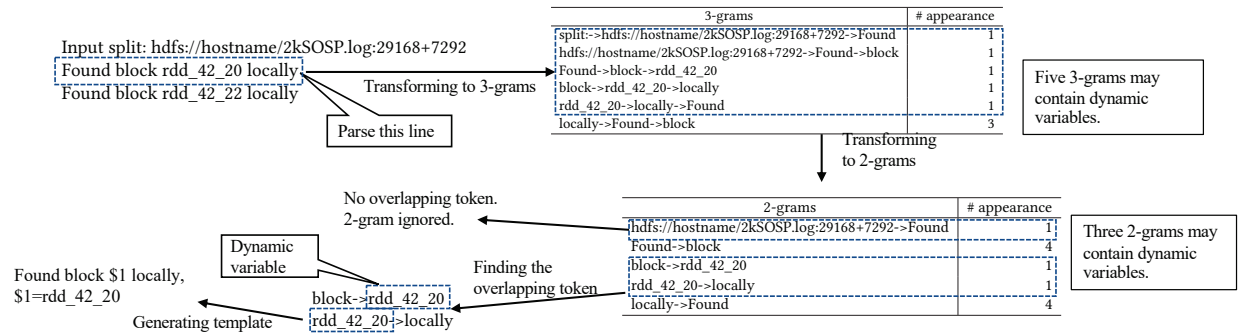 Input split: hdfs://hostname/2kSOSP.log:29168+7292
Found block rdd_42_20 locally
Found block rdd_42_22 locally
Parse this line
Transforming to 3-grams
3-grams # appearance
split:->hdfs://hostname/2kSOSP.log:29168+7292->Found 1
hdfs://hostname/2kSOSP.log:29168+7292->Found->block 1
Found->block->rdd_42_20 1
block->rdd_42_20->locally 1
rdd_42_20->locally->Found 1
locally->Found->block 3
Five 3-grams may
contain dynamic
variables.
Transforming
to 2-grams
2-grams # appearance
hdfs://hostname/2kSOSP.log:29168+7292->Found 1
Found->block 4
block->rdd_42_20 1
rdd_42_20->locally 1
locally->Found 4
Three 2-grams may
contain dynamic
variables.
No overlapping token.
2-gram ignored.
Finding the
overlapping token
Dynamic
variable
block->rdd_42_20
rdd_42_20->locally
Generating template
Found block $1 locally,
$1=rdd_42_20